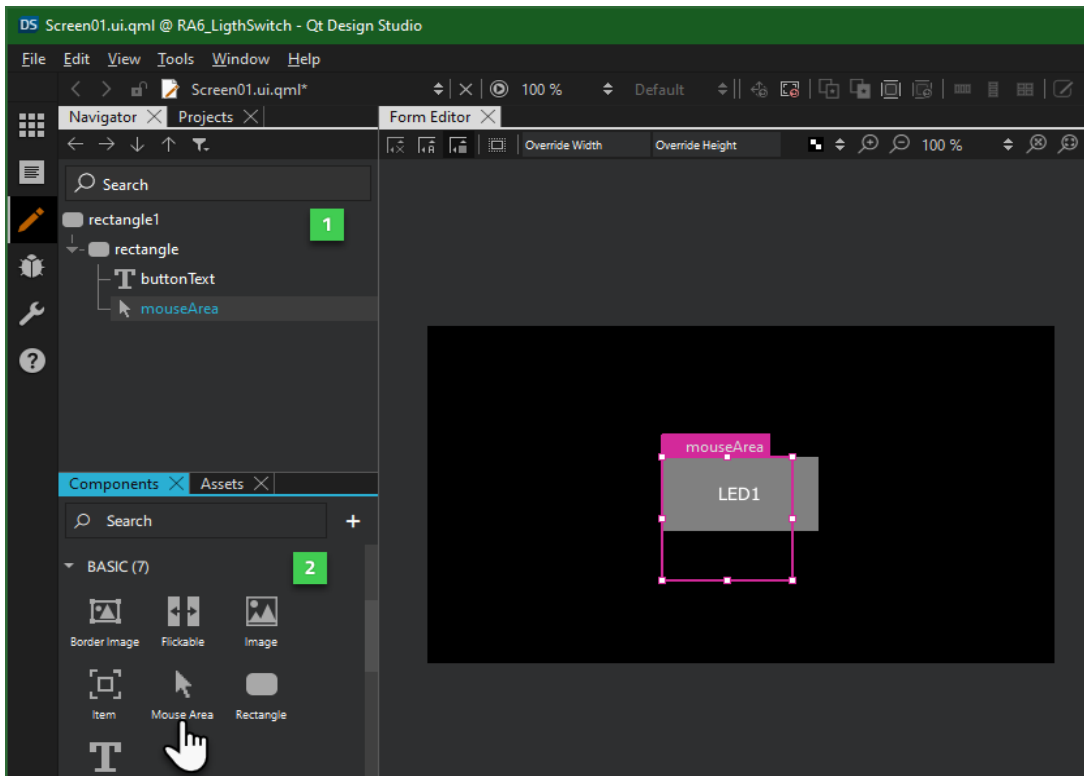 DS Screen01.ui.qml @ RA6_LigthSwitch - Qt Design Studio
File Edit View Tools Window Help
Screen01.ui.qml* 100 % Default
Navigator Projects Form Editor
Override Width Override Height 100 %
Search
rectangle1 1
rectangle
buttonText
mouseArea
mouseArea
LED1
Components Assets
Search +
BASIC (7) 2
Border Image Flickable Image
Item Mouse Area Rectangle